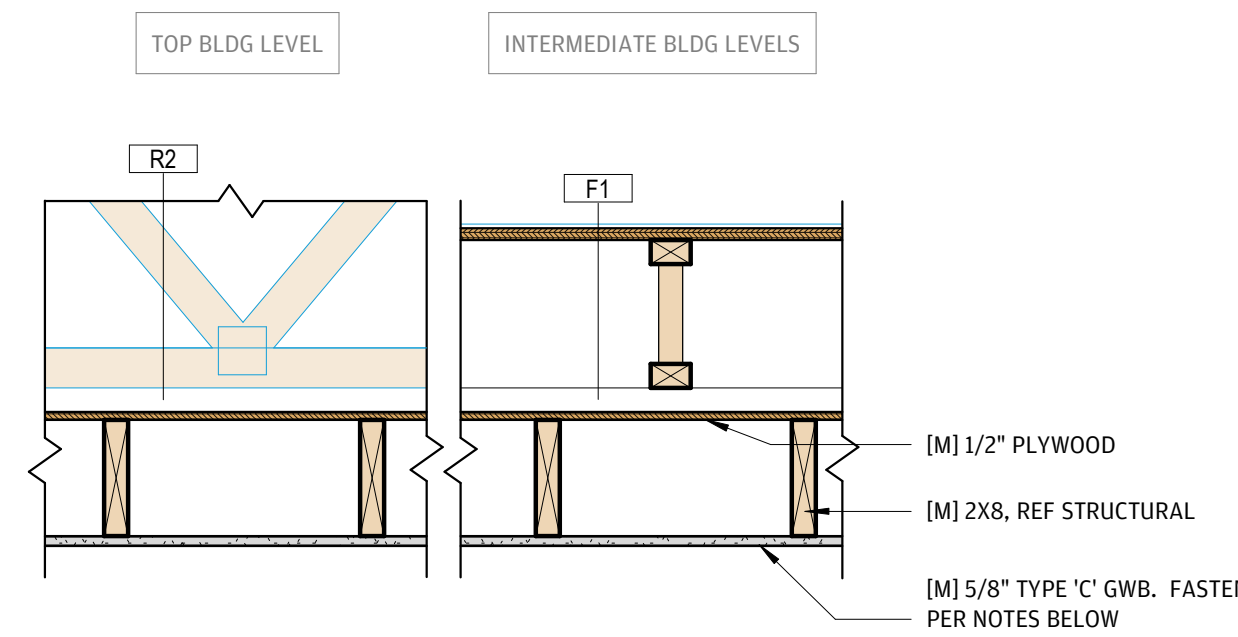 TOP BLDG LEVEL
INTERMEDIATE BLDG LEVELS
R2
F1
[M] 1/2" PLYWOOD
[M] 2X8, REF STRUCTURAL
[M] 5/8" TYPE 'C' GWB. 
PER NOTES BELOW